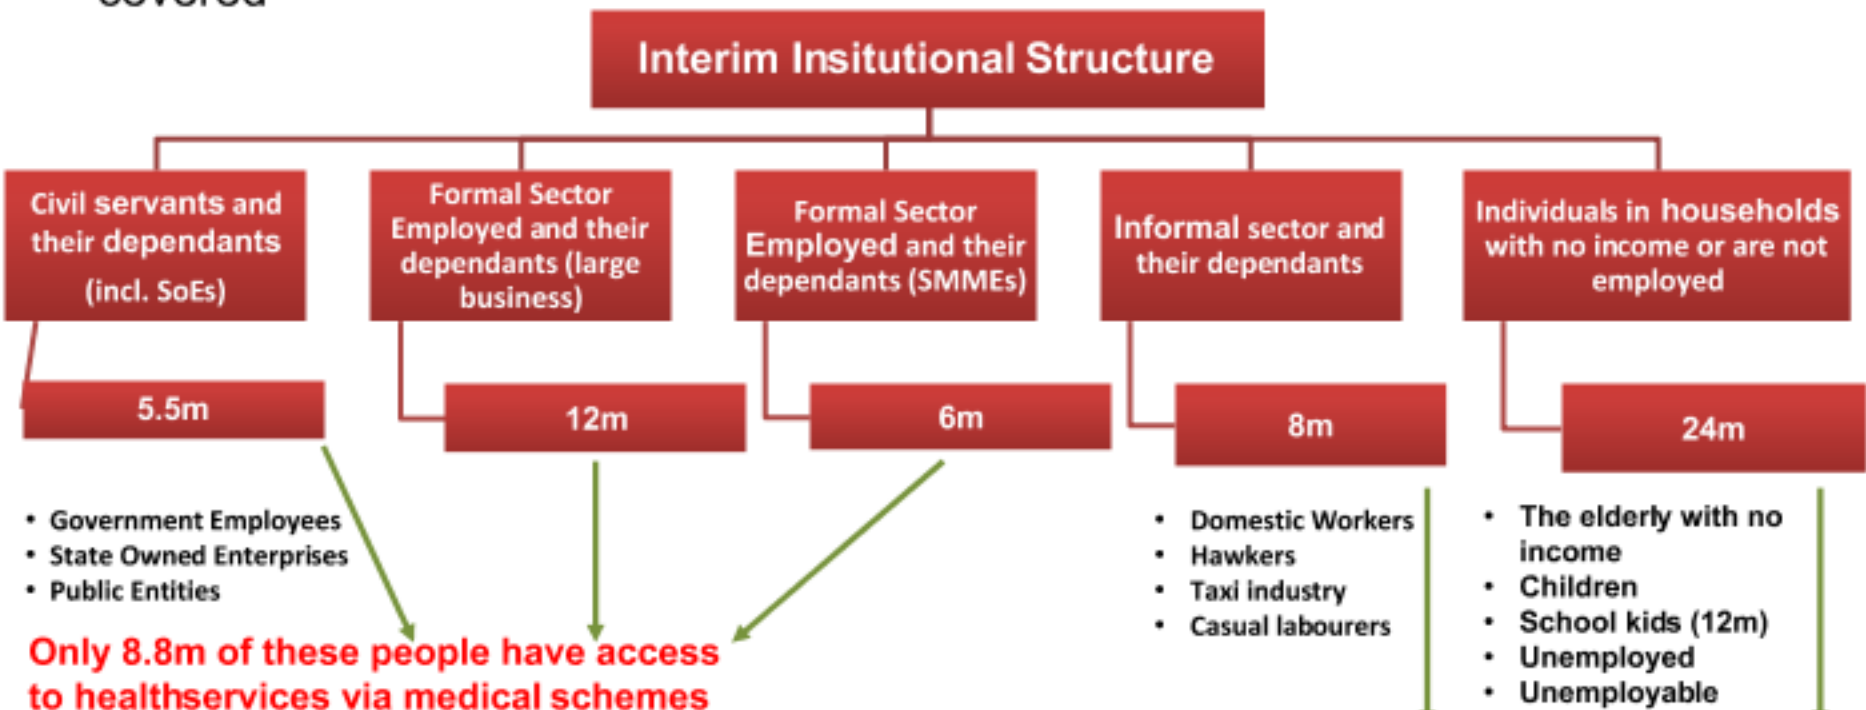 covered
Interim Insitutional Structure
Civil servants and
their dependants
(incl. SoEs)
Formal Sector
Employed and their
dependants (large
business)
Formal Sector
Employed and their
dependants (SMMEs)
Informal sector and
their dependants
Individuals in households
with no income or are not
employed
5.5m
12m
6m
8m
24m
• Government Employees
• State Owned Enterprises
• Public Entities
• Domestic Workers
• Hawkers
• Taxi industry
• Casual labourers
• The elderly with no
income
• Children
• School kids (12m)
• Unemployed
• Unemployable
Only 8.8m of these people have access
to healthservices via medical schemes